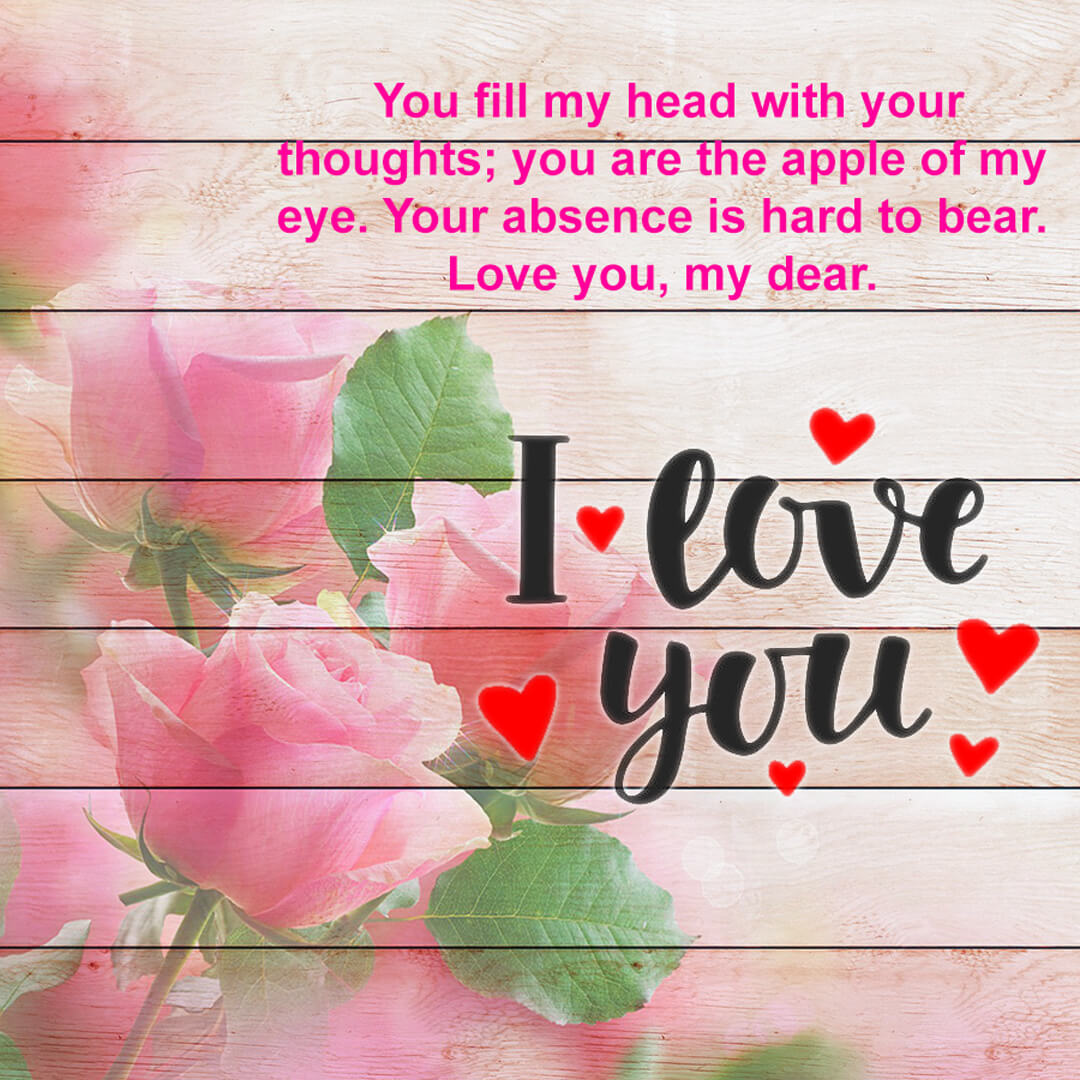 You fill my head with your
thoughts; you are the apple of my
eye. Your absence is hard to bear.
Love you, my dear.
I love
you